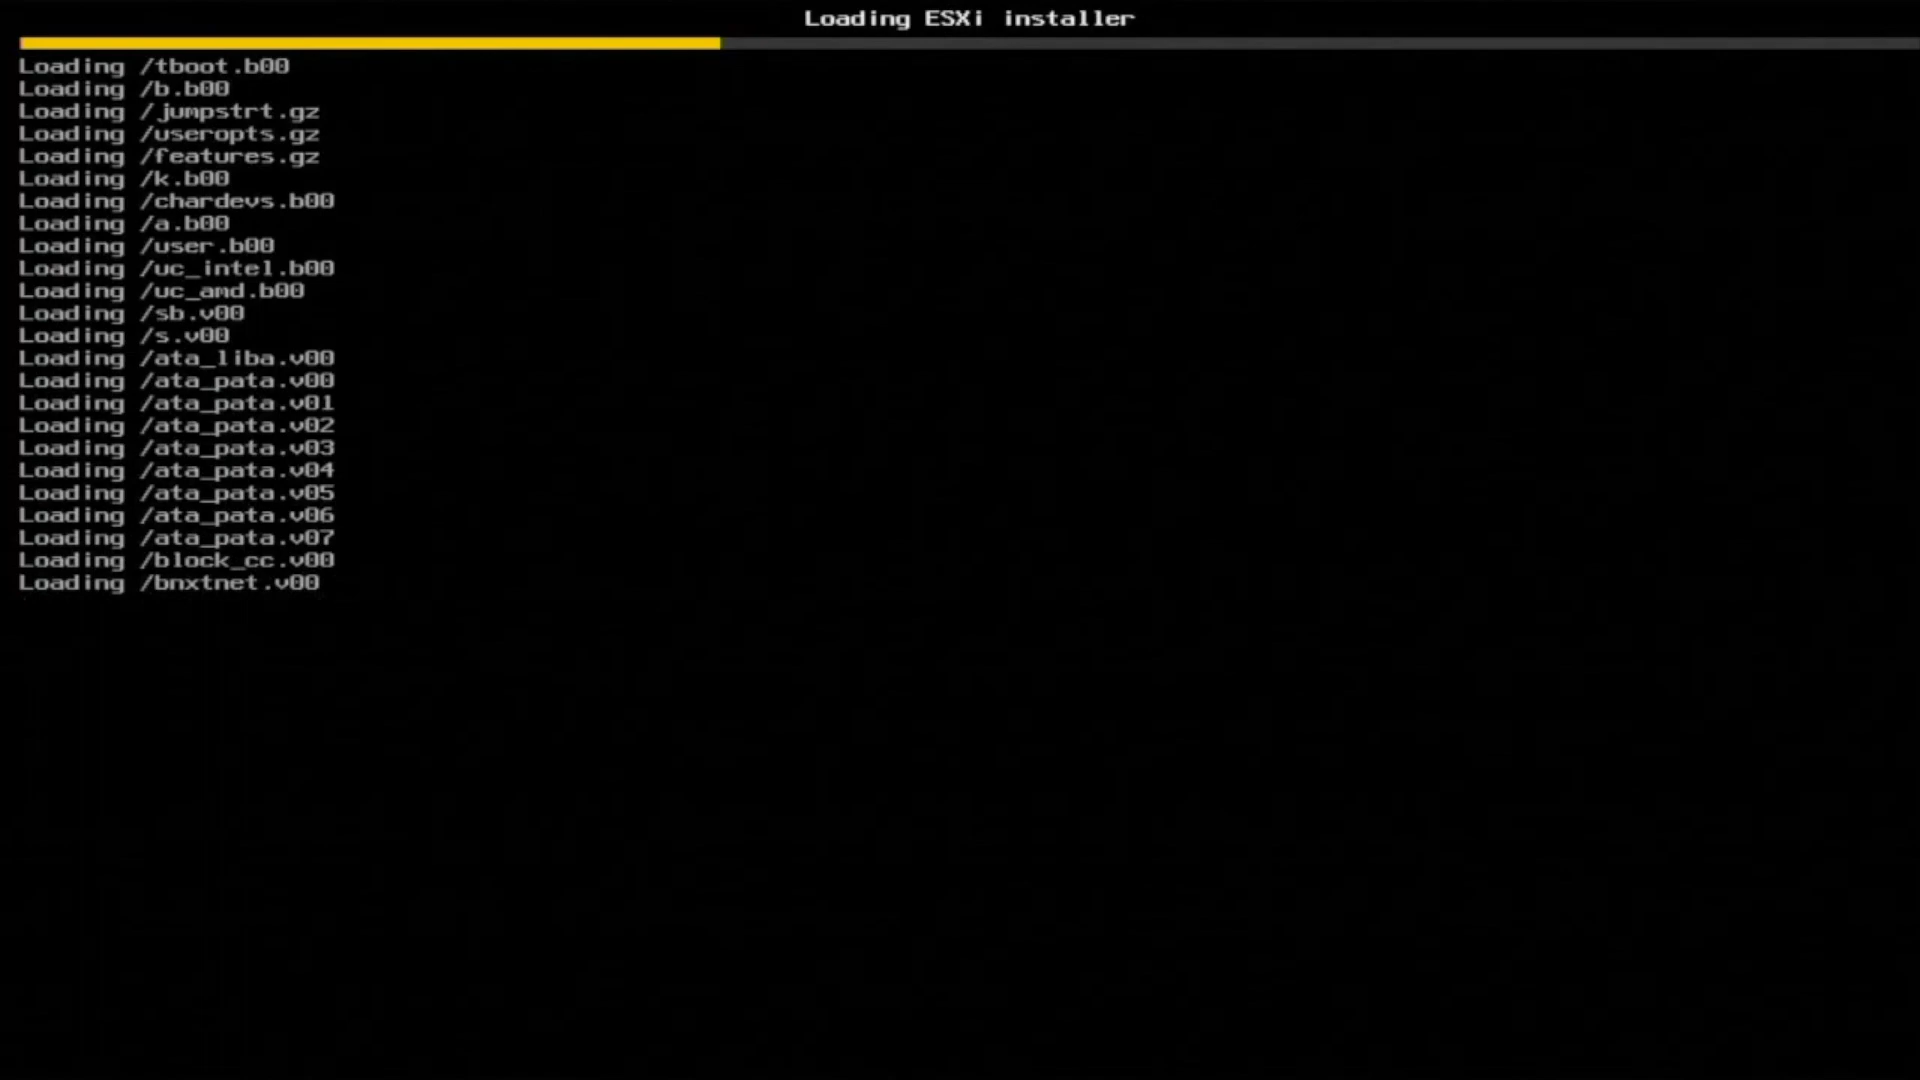 Loading ESXi installer
Loading /tboot.b00
Loading /b.b00
Loading /jumpstrt.gz
Loading /useropts.gz
Loading /features.gz
Loading /k.b00
Loading /chardevs.b00
Loading /a.b00
Loading /user.b00
Loading /uc_intel.b00
Loading /uc_amd.b00
Loading /sb.v00
Loading /s.v00
Loading /ata_liba.v00
Loading /ata_pata.v00
Loading /ata_pata.v01
Loading /ata_pata.v02
Loading /ata_pata.v03
Loading /ata_pata.v04
Loading /ata_pata.v05
Loading /ata_pata.v06
Loading /ata_pata.v07
Loading /block_cc.v00
Loading /bnxtnet.v00